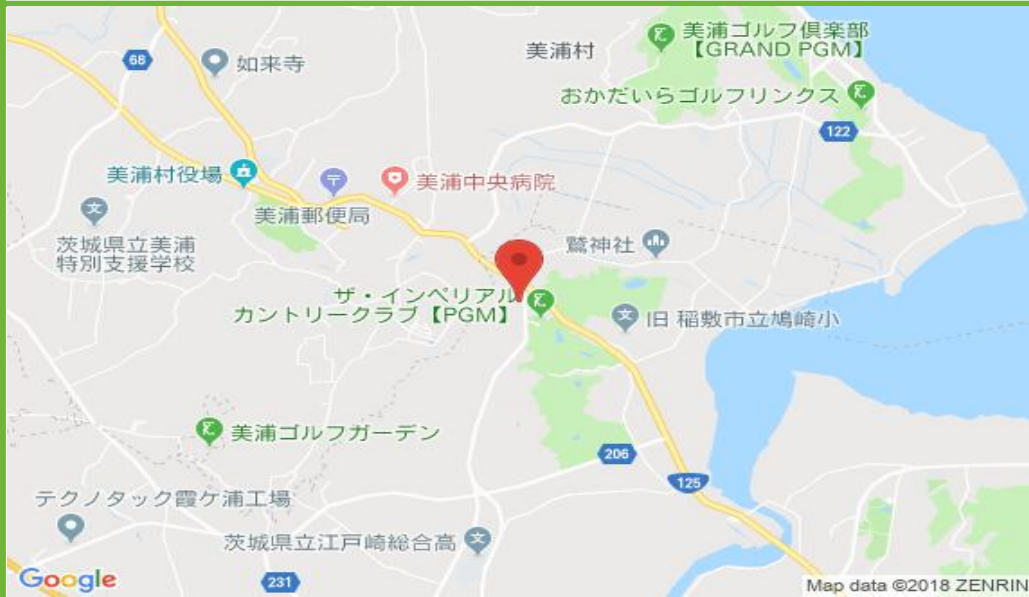 美浦ゴルフ倶楽部
【GRAND PGM】
美浦村
68
如来寺
おかだいらゴルフリンクス
122
美浦村役場
美浦中央病院
美浦郵便局
茨城県立美浦
特別支援学校
鷲神社
ザ・インペリアル
カントリークラブ【PGM】
旧 稲敷市立鳩崎小
美浦ゴルフガーデン
206
125
テクノタック霞ケ浦工場
茨城県立江戸崎総合高
231
Google
Map data ©2018 ZENRIN